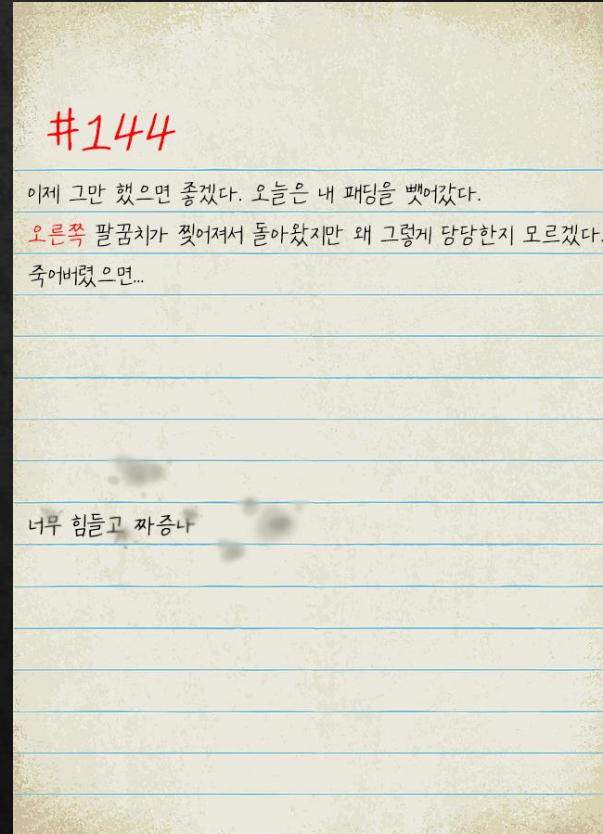 #144
이제 그만 했으면 좋겠다. 오늘은 내 패딩을 뺏어갔다.
오른쪽 팔꿈치가 찢어져서 돌아왔지만 왜 그렇게 당당한지 모르겠다.
죽어버렸으면...
너무 힘들고 짜증나